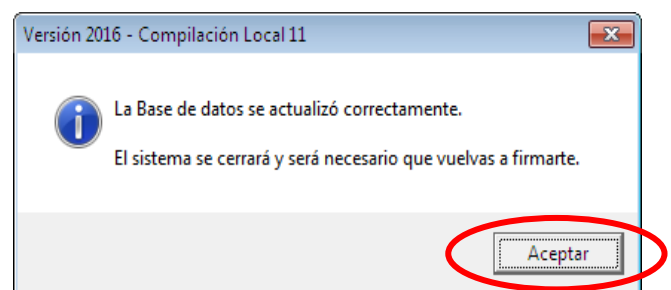 Versión 2016 - Compilación Local 11
La Base de datos se actualizó correctamente.
El sistema se cerrará y será necesario que vuelvas a firmarte.
Aceptar